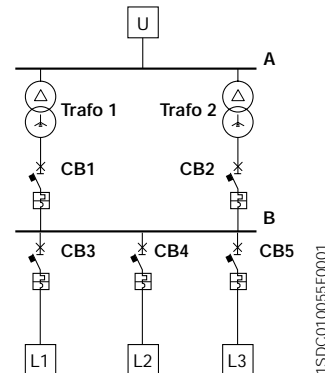 U
A
Trafo 1
Trafo 2
CB1
CB2
B
CB3
CB4
CB5
L1
L2
L3
1SDC010055F0001